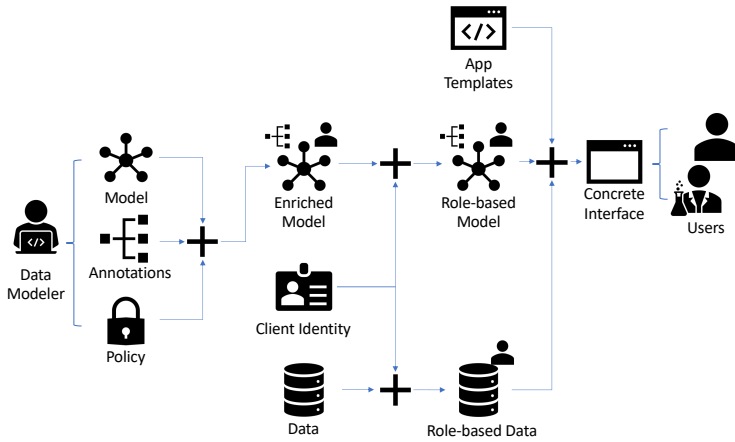 App
Templates
Model
Enriched
Model
Role-based
Model
Concrete
Interface
Users
Data
Modeler
Annotations
Client Identity
Policy
Data
Role-based Data